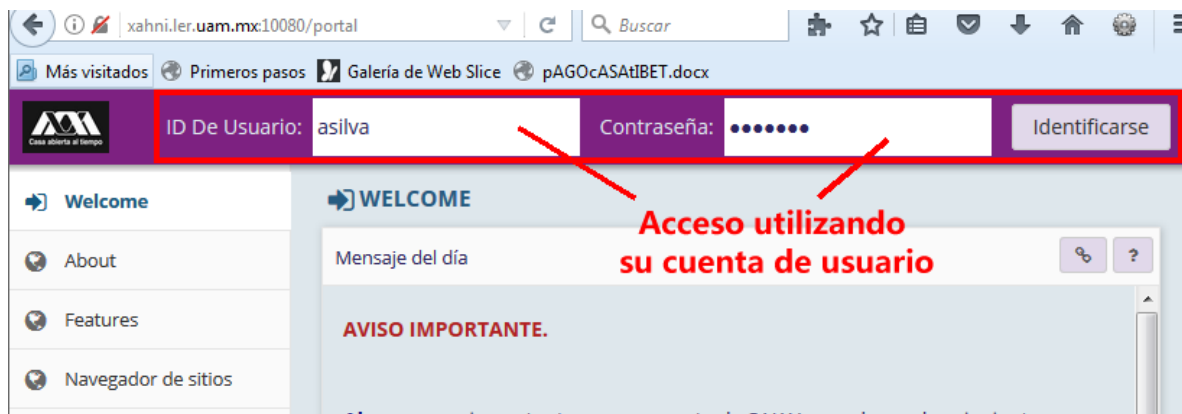 xahni.ler.uam.mx:10080/portal
Buscar
Más visitados Primeros pasos Galería de Web Slice pAGOcASAtIBET.docx
Casa abierta al tiempo
ID De Usuario: asilva Contraseña: ••••••• Identificarse
Welcome
About
Features
Navegador de sitios
WELCOME
Acceso utilizando
su cuenta de usuario
Mensaje del día
?
AVISO IMPORTANTE.